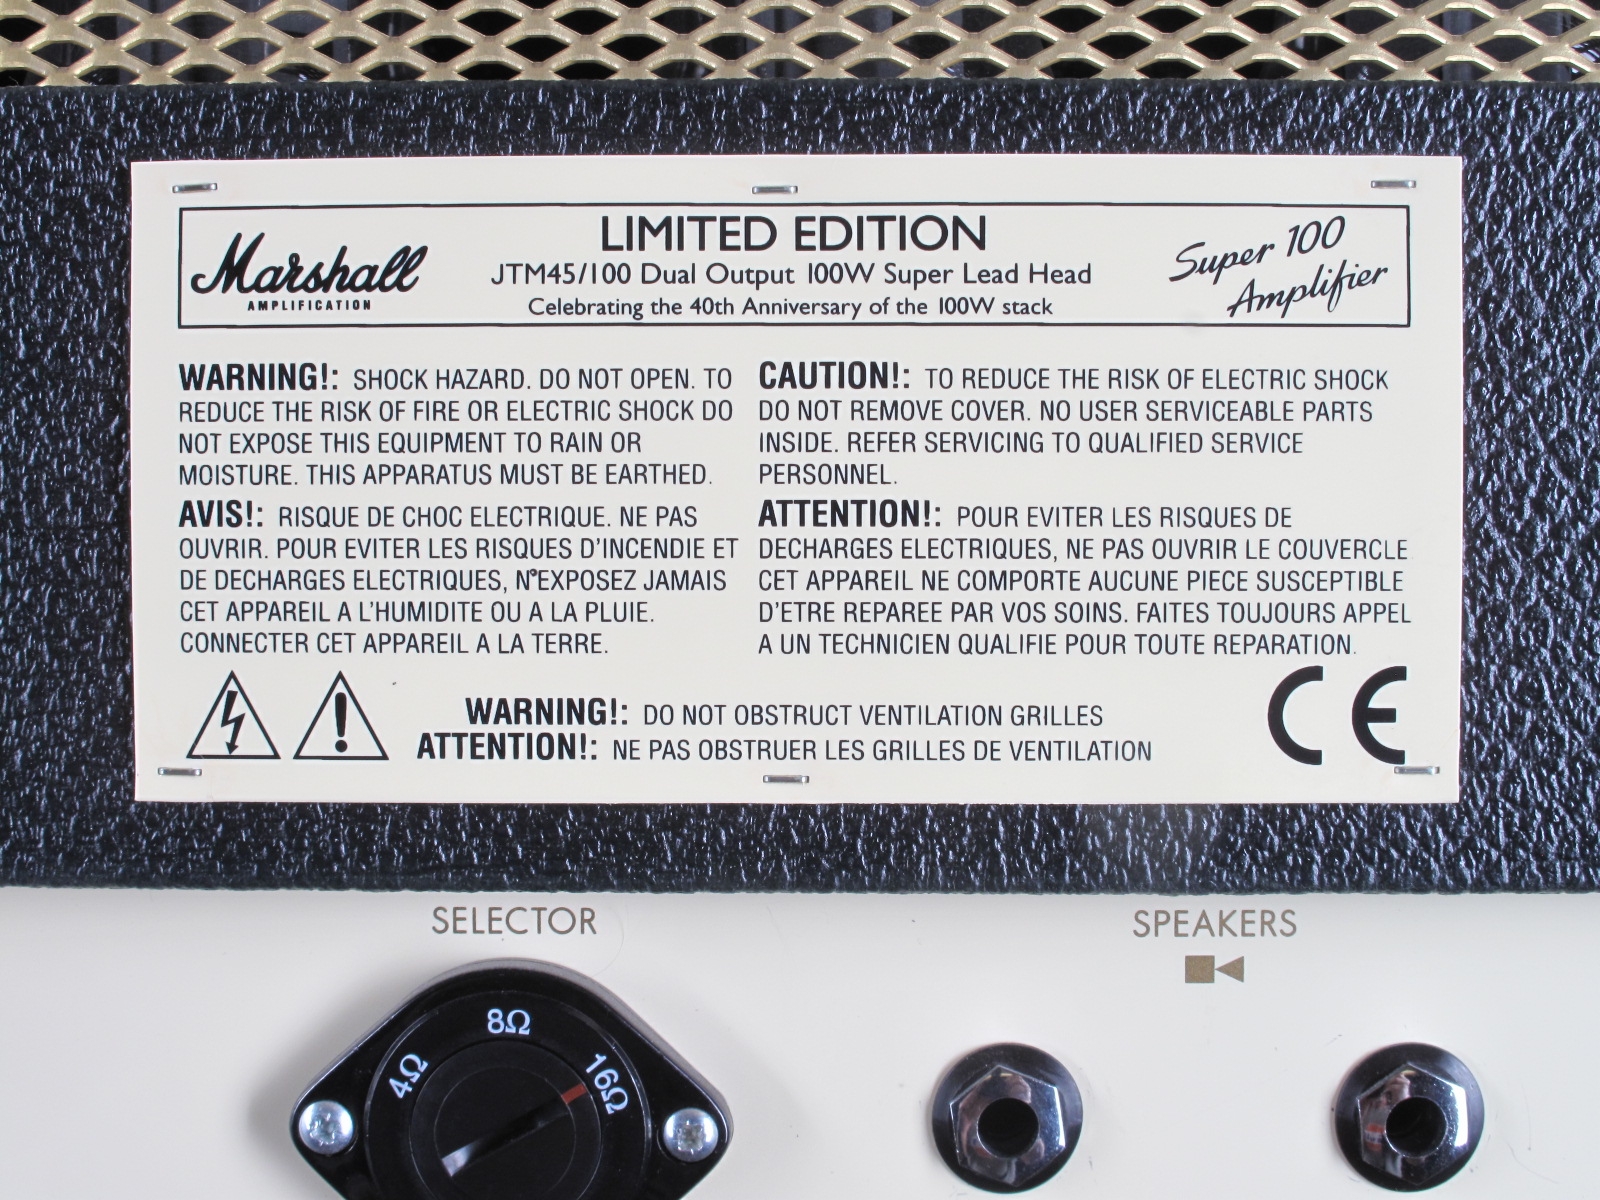 Marshall
AMPLIFICATION
LIMITED EDITION
JTM45/100 Dual Output 100W Super Lead Head
Celebrating the 40th Anniversary of the 100W stack
Super 100
Amplifier
WARNING!: SHOCK HAZARD. DO NOT OPEN. TO
REDUCE THE RISK OF FIRE OR ELECTRIC SHOCK DO
NOT EXPOSE THIS EQUIPMENT TO RAIN OR
MOISTURE. THIS APPARATUS MUST BE EARTHED.
AVIS!: RISQUE DE CHOC ELECTRIQUE. NE PAS
OUVRIR. POUR EVITER LES RISQUES D'INCENDIE ET
DE DECHARGES ELECTRIQUES, N°EXPOSEZ JAMAIS
CET APPAREIL A L'HUMIDITE OU A LA PLUIE.
CONNECTER CET APPAREIL A LA TERRE.
CAUTION!: TO REDUCE THE RISK OF ELECTRIC SHOCK
DO NOT REMOVE COVER. NO USER SERVICEABLE PARTS
INSIDE. REFER SERVICING TO QUALIFIED SERVICE
PERSONNEL.
ATTENTION!: POUR EVITER LES RISQUES DE
DECHARGES ELECTRIQUES, NE PAS OUVRIR LE COUVERCLE
CET APPAREIL NE COMPORTE AUCUNE PIECE SUSCEPTIBLE
D'ETRE REPAREE PAR VOS SOINS. FAITES TOUJOURS APPEL
A UN TECHNICIEN QUALIFIE POUR TOUTE REPARATION.
WARNING!: DO NOT OBSTRUCT VENTILATION GRILLES
ATTENTION!: NE PAS OBSTRUER LES GRILLES DE VENTILATION
CE
SELECTOR
4Ω
8Ω
16Ω
SPEAKERS